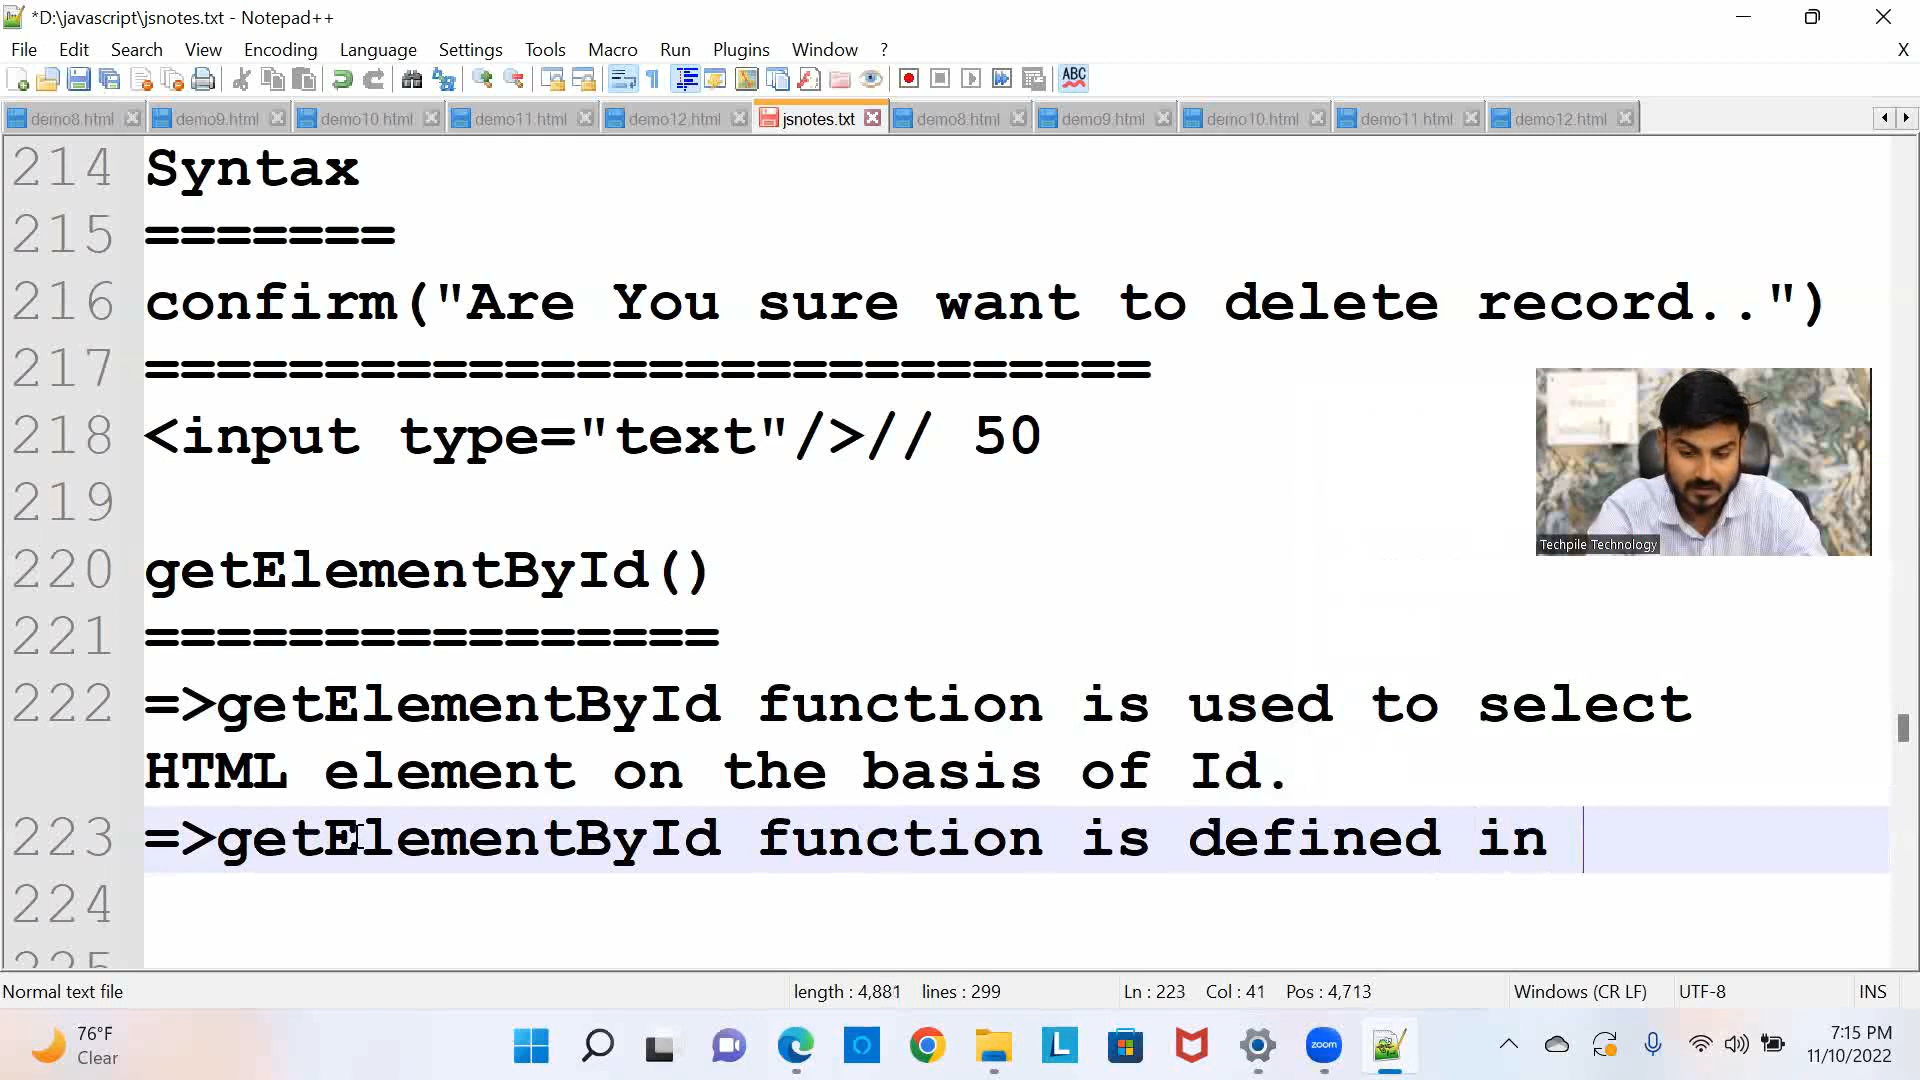 *D:\javascript\jsnotes.txt - Notepad++
File Edit Search View Encoding Language Settings Tools Macro Run Plugins Window ? X
ABC
demo8.html demo9.html demo10.html demo11.html demo12.html jsnotes.txt demo8.html demo9.html demo10.html demo11.html demo12.html
214 Syntax
215 =======
216 confirm("Are You sure want to delete record..")
217 ============================
218 <input type="text"/>// 50
219
220 getElementById()
221 ================
222 =>getElementById function is used to select
HTML element on the basis of Id.
223 =>getElementById function is defined in
224
225
Techpile Technology
Normal text file length : 4,881 lines : 299 Ln : 223 Col : 41 Pos : 4,713 Windows (CR LF) UTF-8 INS
76°F
Clear
L
zoom
7:15 PM
11/10/2022